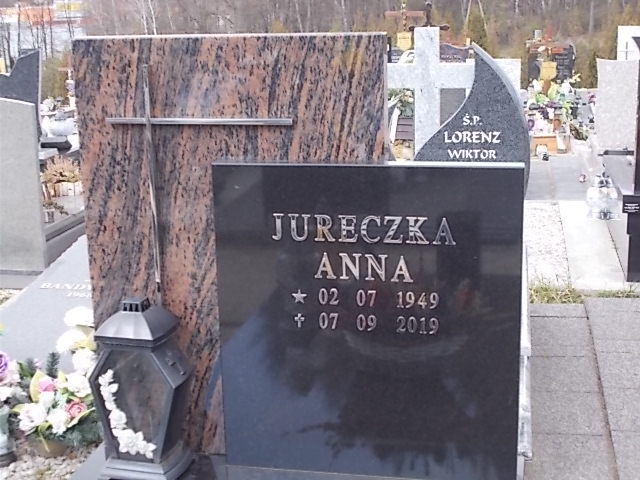 Ś.P.
LORENZ
WIKTOR
JURECZKA
ANNA
★ 02 07 1949
✝ 07 09 2019